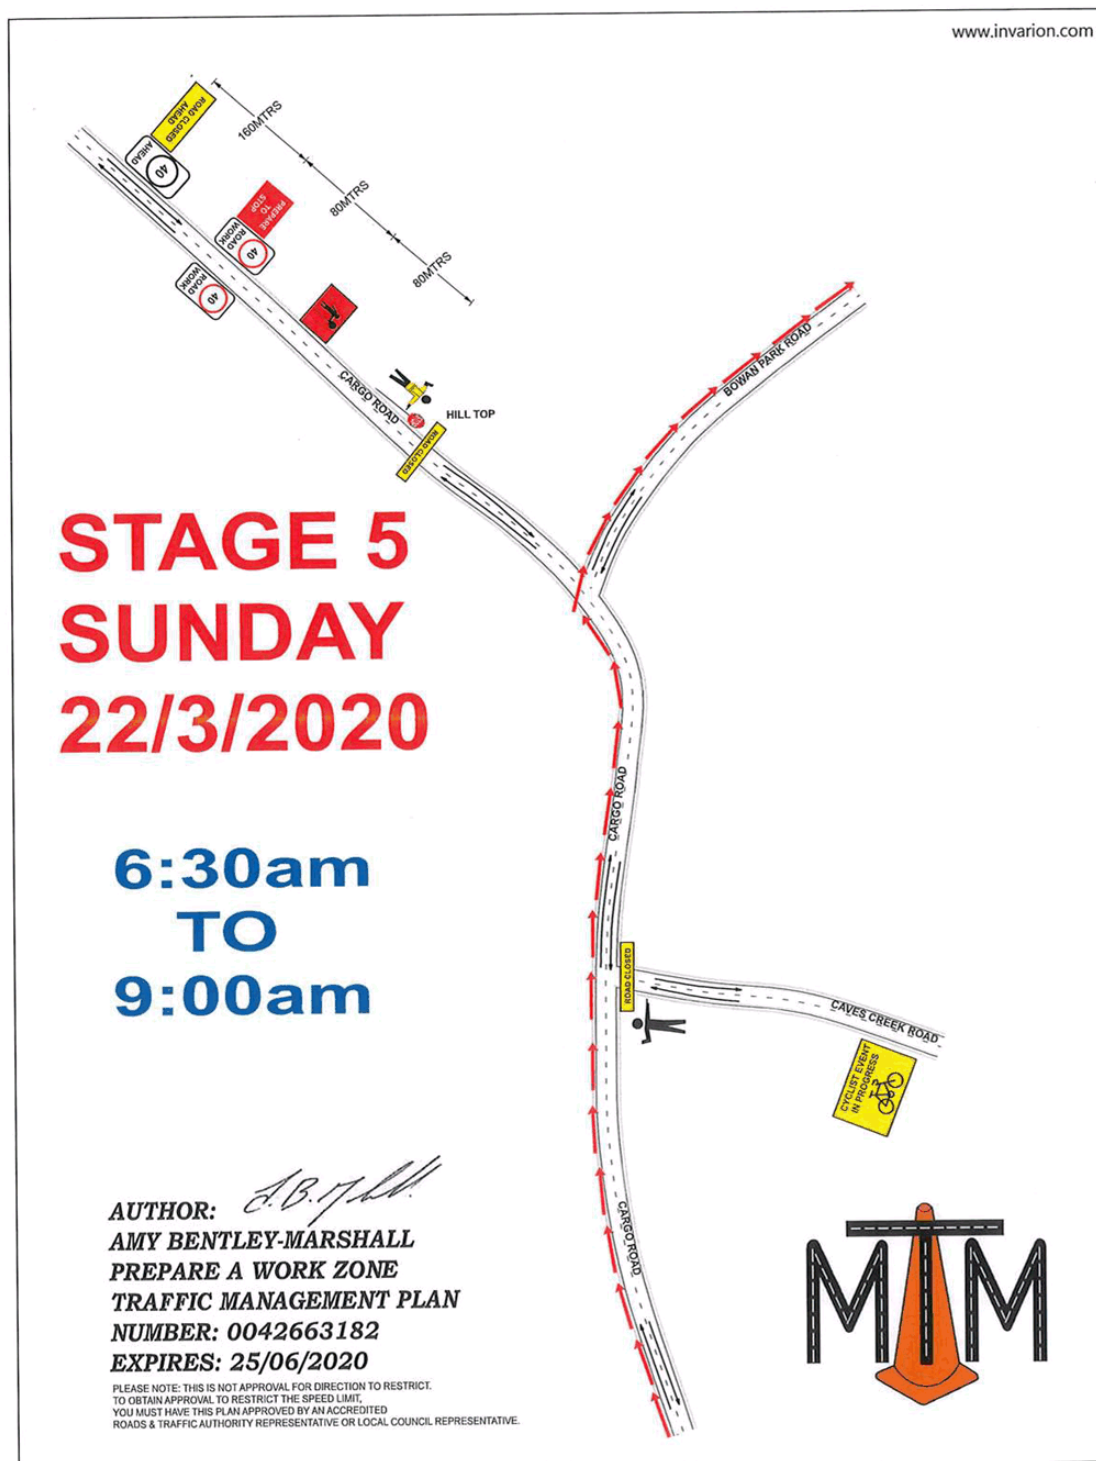 www.invarion.com
ROAD CLOSED
AHEAD
AHEAD
40
160MTRS
PREPARE
TO
STOP
ROAD
WORK
40
80MTRS
ROAD
WORK
40
80MTRS
CARGO ROAD
HILL TOP
ROAD CLOSED
BOWAN PARK ROAD
STAGE 5
SUNDAY
22/3/2020
CARGO ROAD
6:30am
TO
9:00am
ROAD CLOSED
CAVES CREEK ROAD
CYCLIST EVENT
IN PROGRESS
CARGO ROAD
AUTHOR:
AMY BENTLEY-MARSHALL
PREPARE A WORK ZONE
TRAFFIC MANAGEMENT PLAN
NUMBER: 0042663182
EXPIRES: 25/06/2020
PLEASE NOTE: THIS IS NOT APPROVAL FOR DIRECTION TO RESTRICT.
TO OBTAIN APPROVAL TO RESTRICT THE SPEED LIMIT,
YOU MUST HAVE THIS PLAN APPROVED BY AN ACCREDITED
ROADS & TRAFFIC AUTHORITY REPRESENTATIVE OR LOCAL COUNCIL REPRESENTATIVE.
MTM